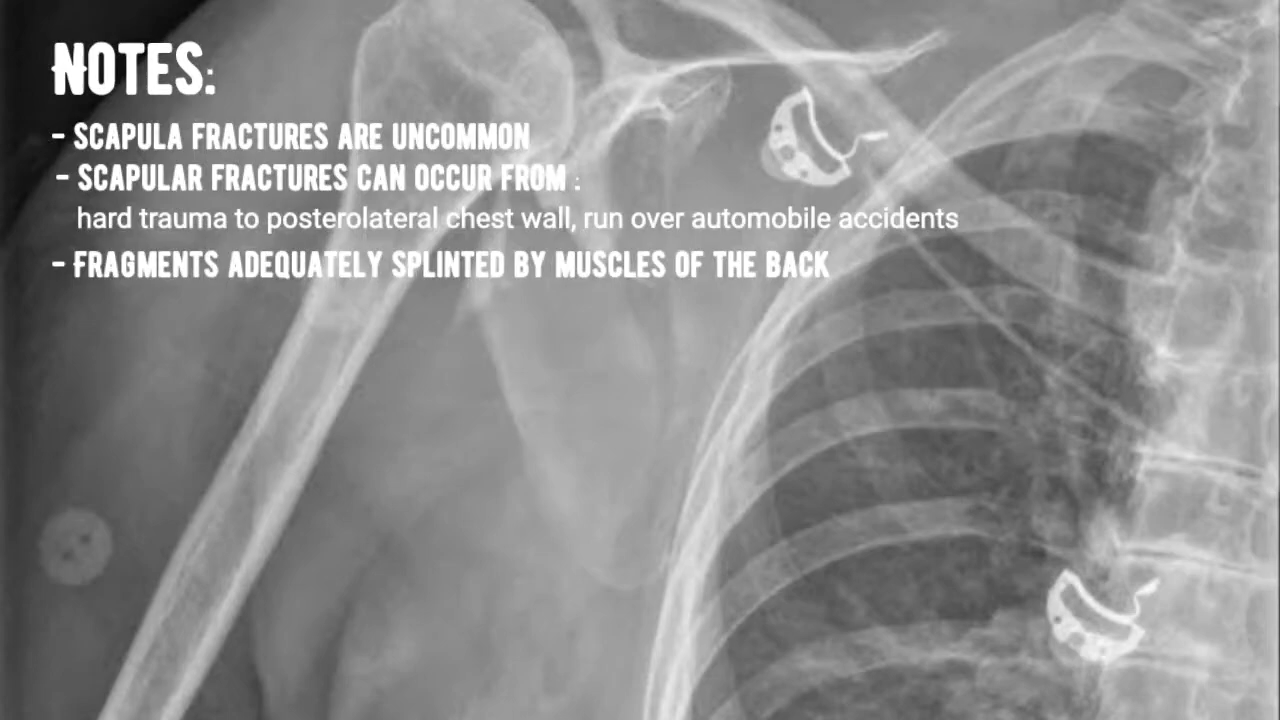 NOTES:
- SCAPULA FRACTURES ARE UNCOMMON
- SCAPULAR FRACTURES CAN OCCUR FROM :
hard trauma to posterolateral chest wall, run over automobile accidents
- FRAGMENTS ADEQUATELY SPLINTED BY MUSCLES OF THE BACK